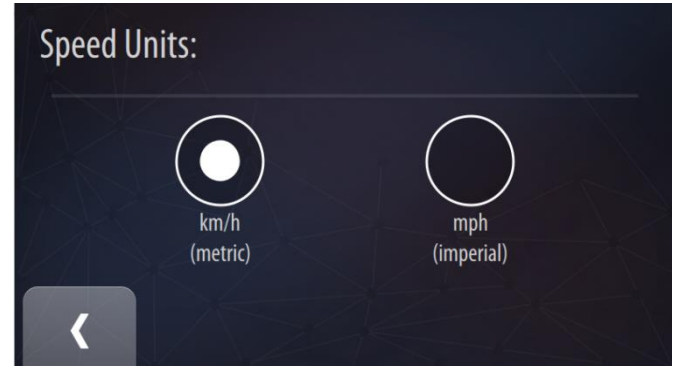 Speed Units:
km/h
(metric)
mph
(imperial)